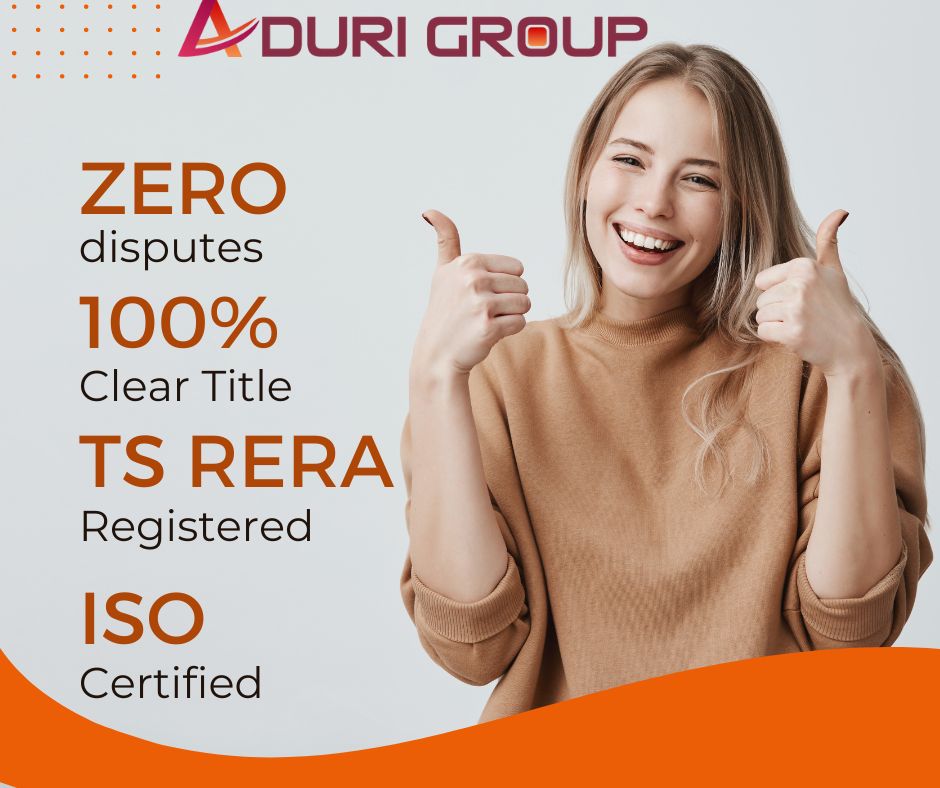 ADURI GROUP
ZERO
disputes
100%
Clear Title
TS RERA
Registered
ISO
Certified